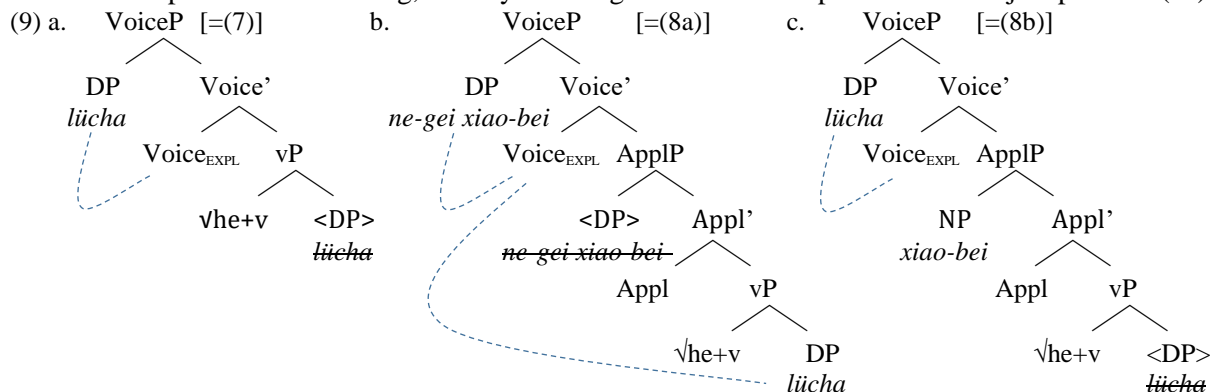 (9) a. VoiceP [=(7)] b. VoiceP [=(8a)] c. VoiceP [=(8b)]
DP Voice’ DP Voice’ DP Voice’
lücha ne-gei xiao-bei lücha
VoiceEXPL vP VoiceEXPL ApplP VoiceEXPL ApplP
√he+v <DP> <DP> Appl’ NP Appl’
lücha ne-gei xiao-bei xiao-bei
Appl vP Appl vP
√he+v DP √he+v <DP>
lücha lücha